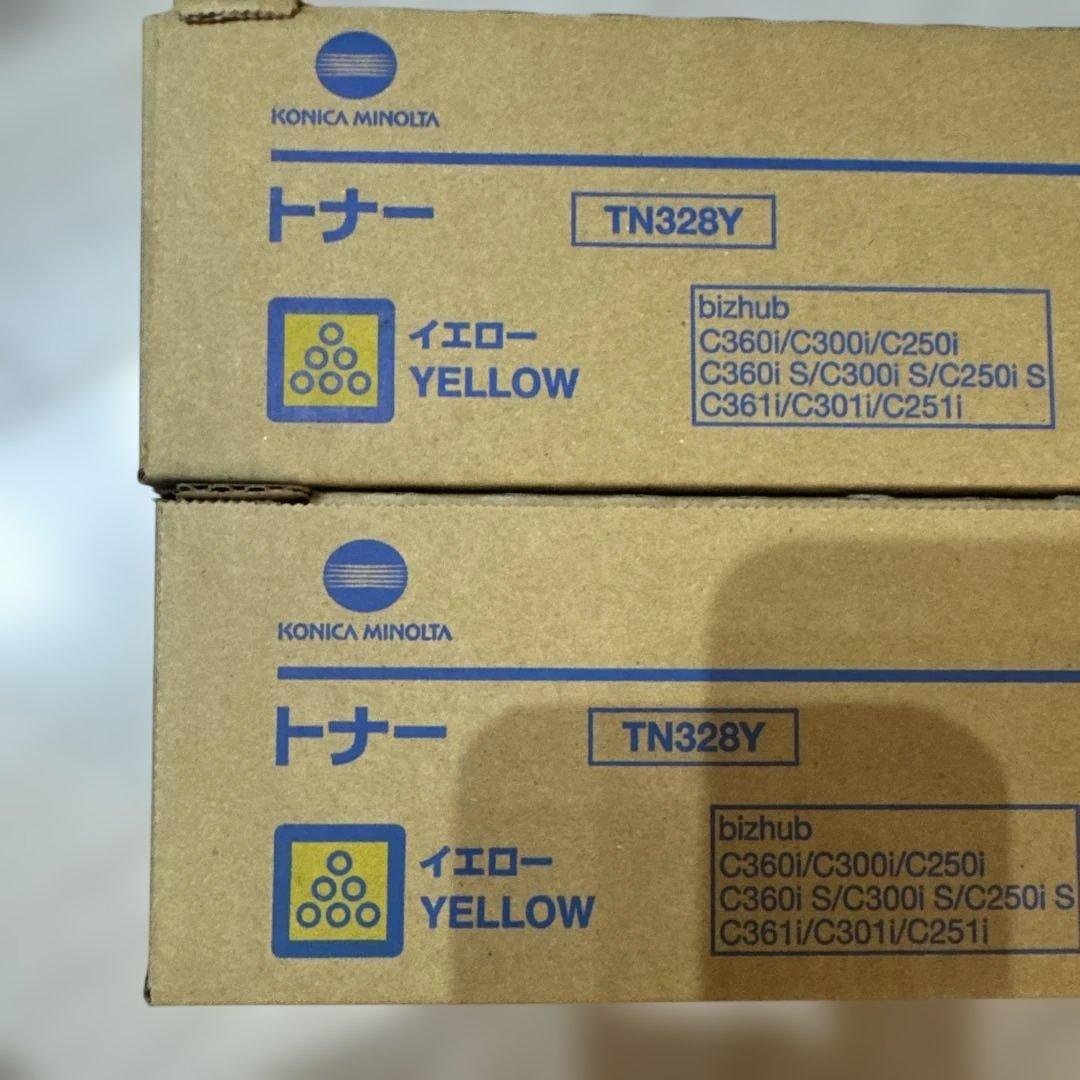 KONICA MINOLTA
トナー
TN328Y
イエロー
YELLOW
bizhub
C360i/C300i/C250i
C360i S/C300i S/C250i S
C361i/C301i/C251i
KONICA MINOLTA
トナー
TN328Y
イエロー
YELLOW
bizhub
C360i/C300i/C250i
C360i S/C300i S/C250i S
C361i/C301i/C251i